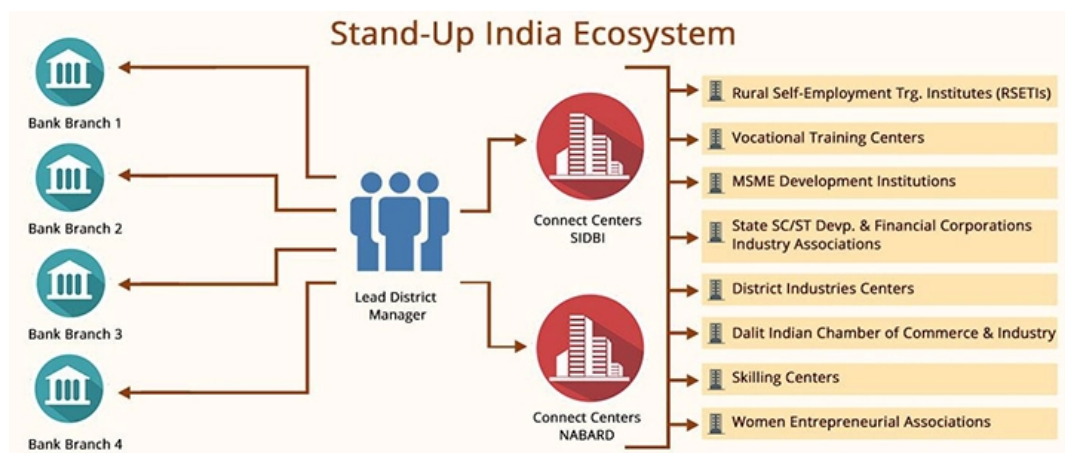 Stand-Up India Ecosystem
Bank Branch 1
Bank Branch 2
Bank Branch 3
Bank Branch 4
Lead District
Manager
Connect Centers
SIDBI
Connect Centers
NABARD
Rural Self-Employment Trg. Institutes (RSETIs)
Vocational Training Centers
MSME Development Institutions
State SC/ST Devp. & Financial Corporations
Industry Associations
District Industries Centers
Dalit Indian Chamber of Commerce & Industry
Skilling Centers
Women Entrepreneurial Associations